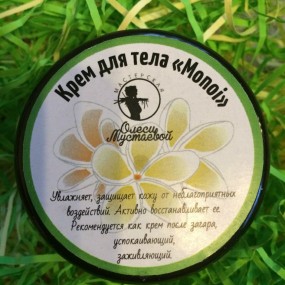 Крем для тела «Monoi»
МАСТЕРСКАЯ
Олеси
Мустаевой
Увлажняет, защищает кожу от неблагоприятных
воздействий. Активно восстанавливает ее.
Рекомендуется как крем после загара,
успокаивающий,
заживляющий.